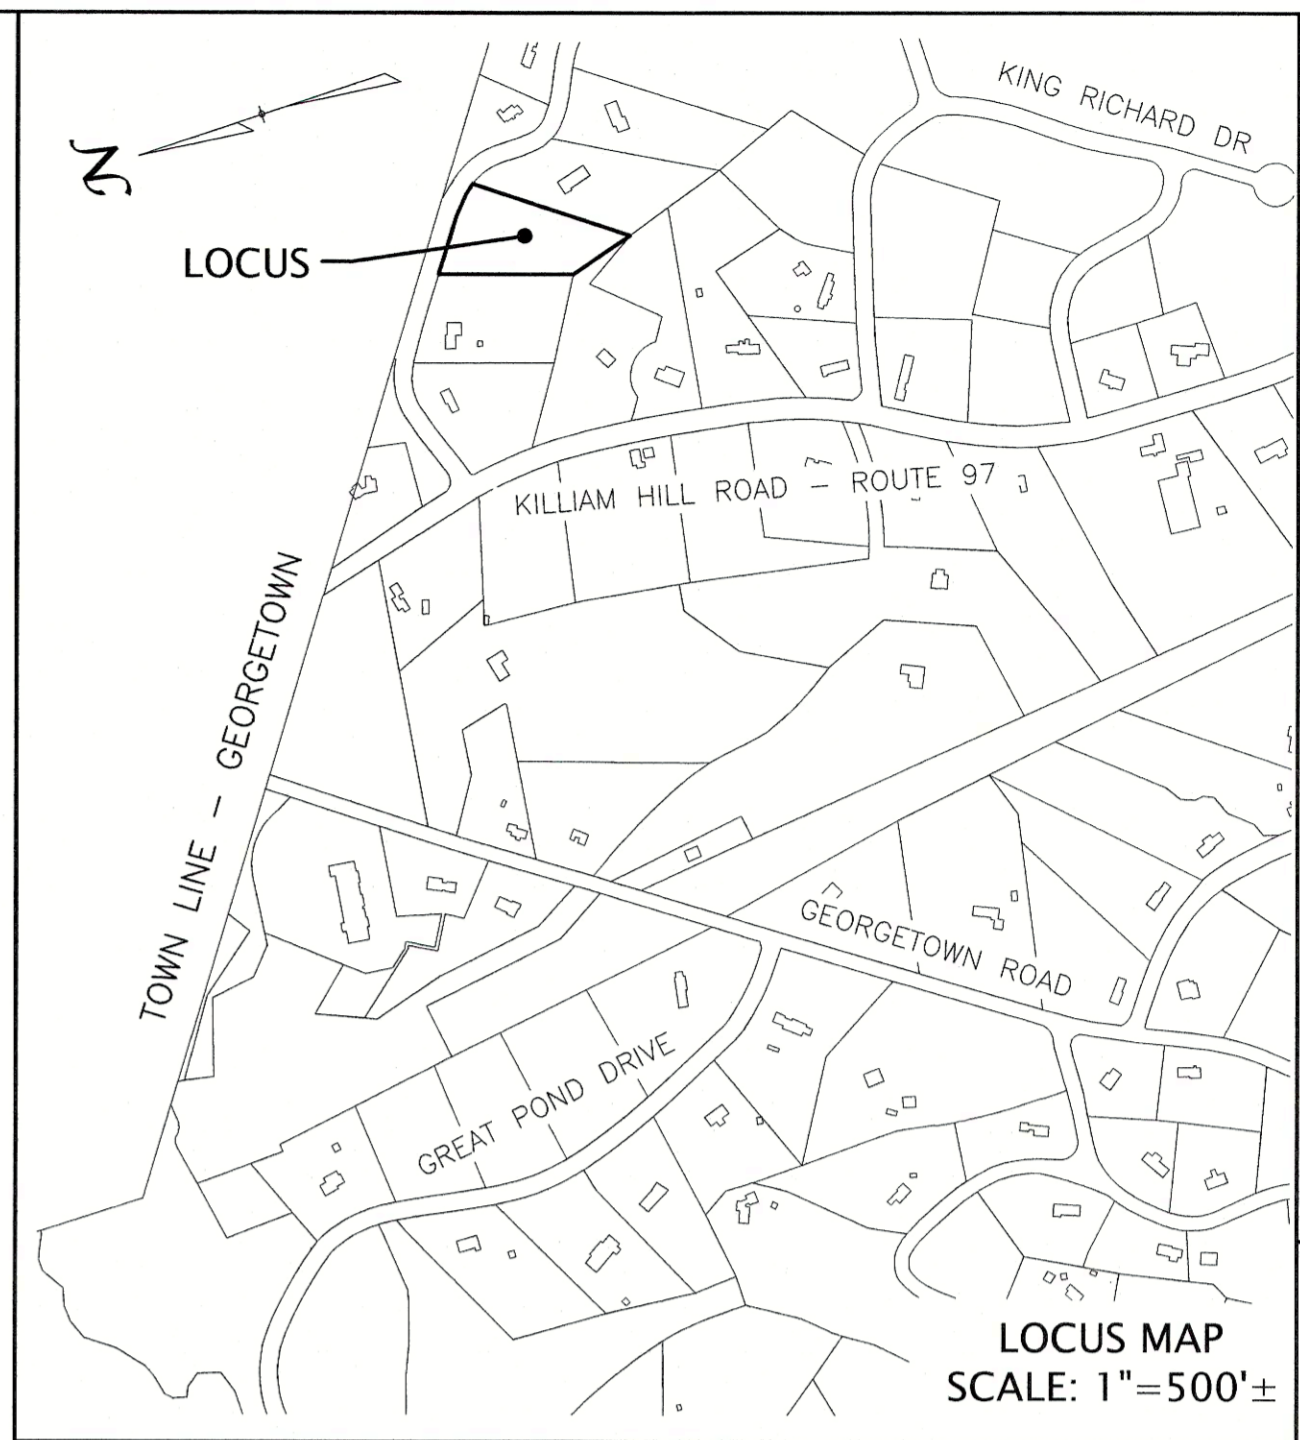 KING RICHARD DR
N
LOCUS
KILLIAM HILL ROAD – ROUTE 97
TOWN LINE – GEORGETOWN
GEORGETOWN ROAD
GREAT POND DRIVE
LOCUS MAP
SCALE: 1"=500'±